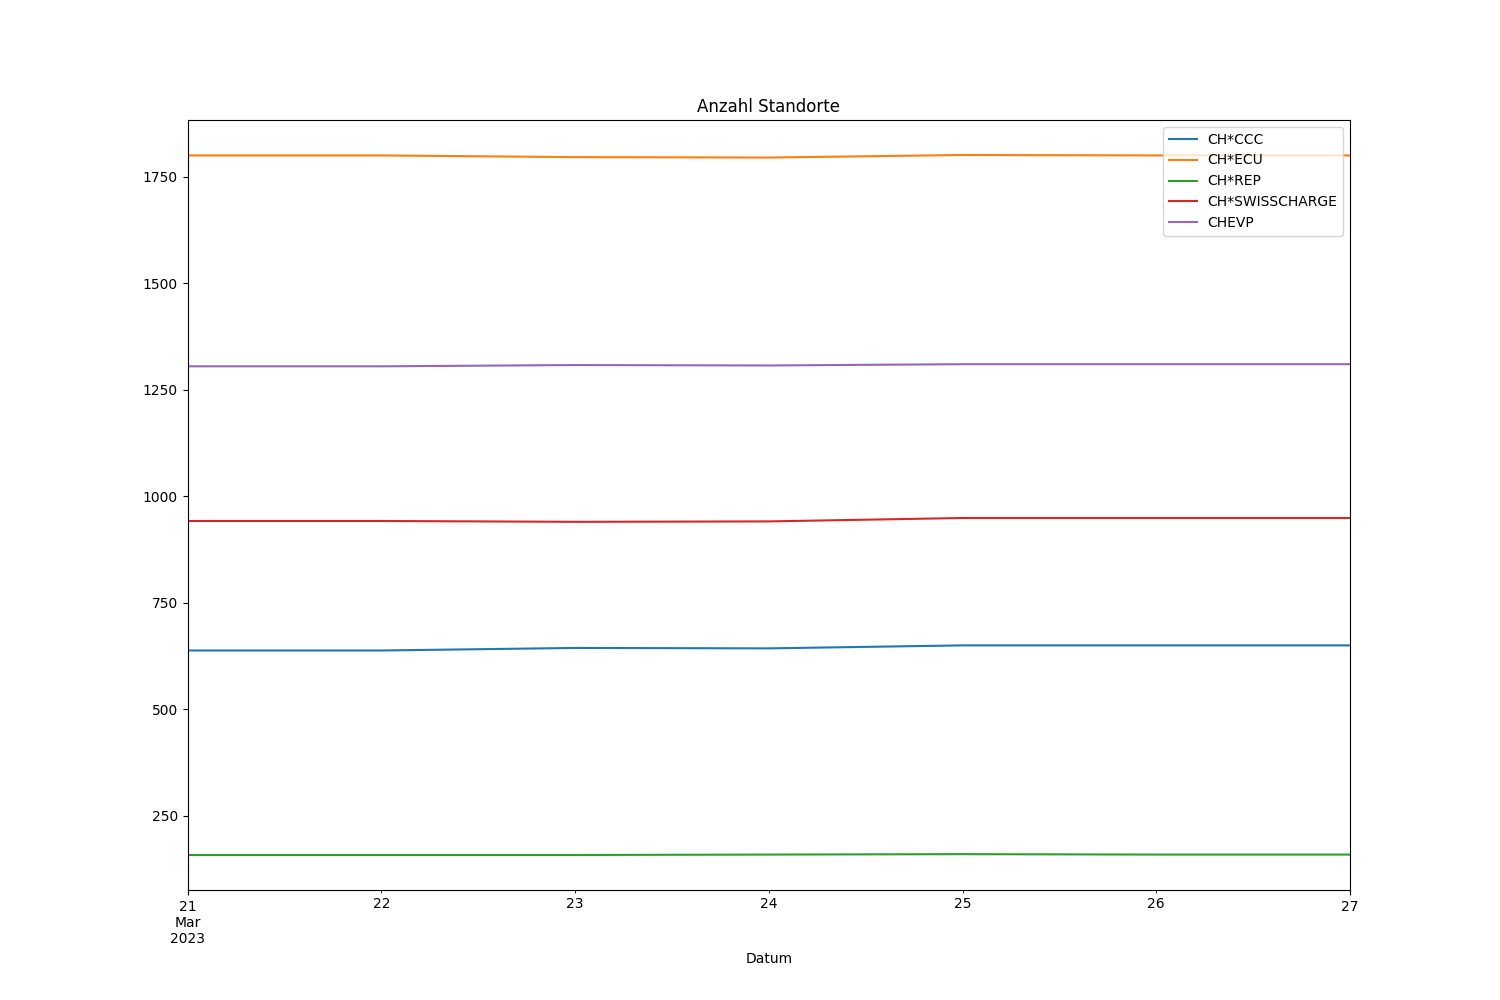 Anzahl Standorte
CH*CCC
CH*ECU
CH*REP
CH*SWISSCHARGE
CHEVP
1750
1500
1250
1000
750
500
250
21 22 23 24 25 26 27
Mar
2023
Datum